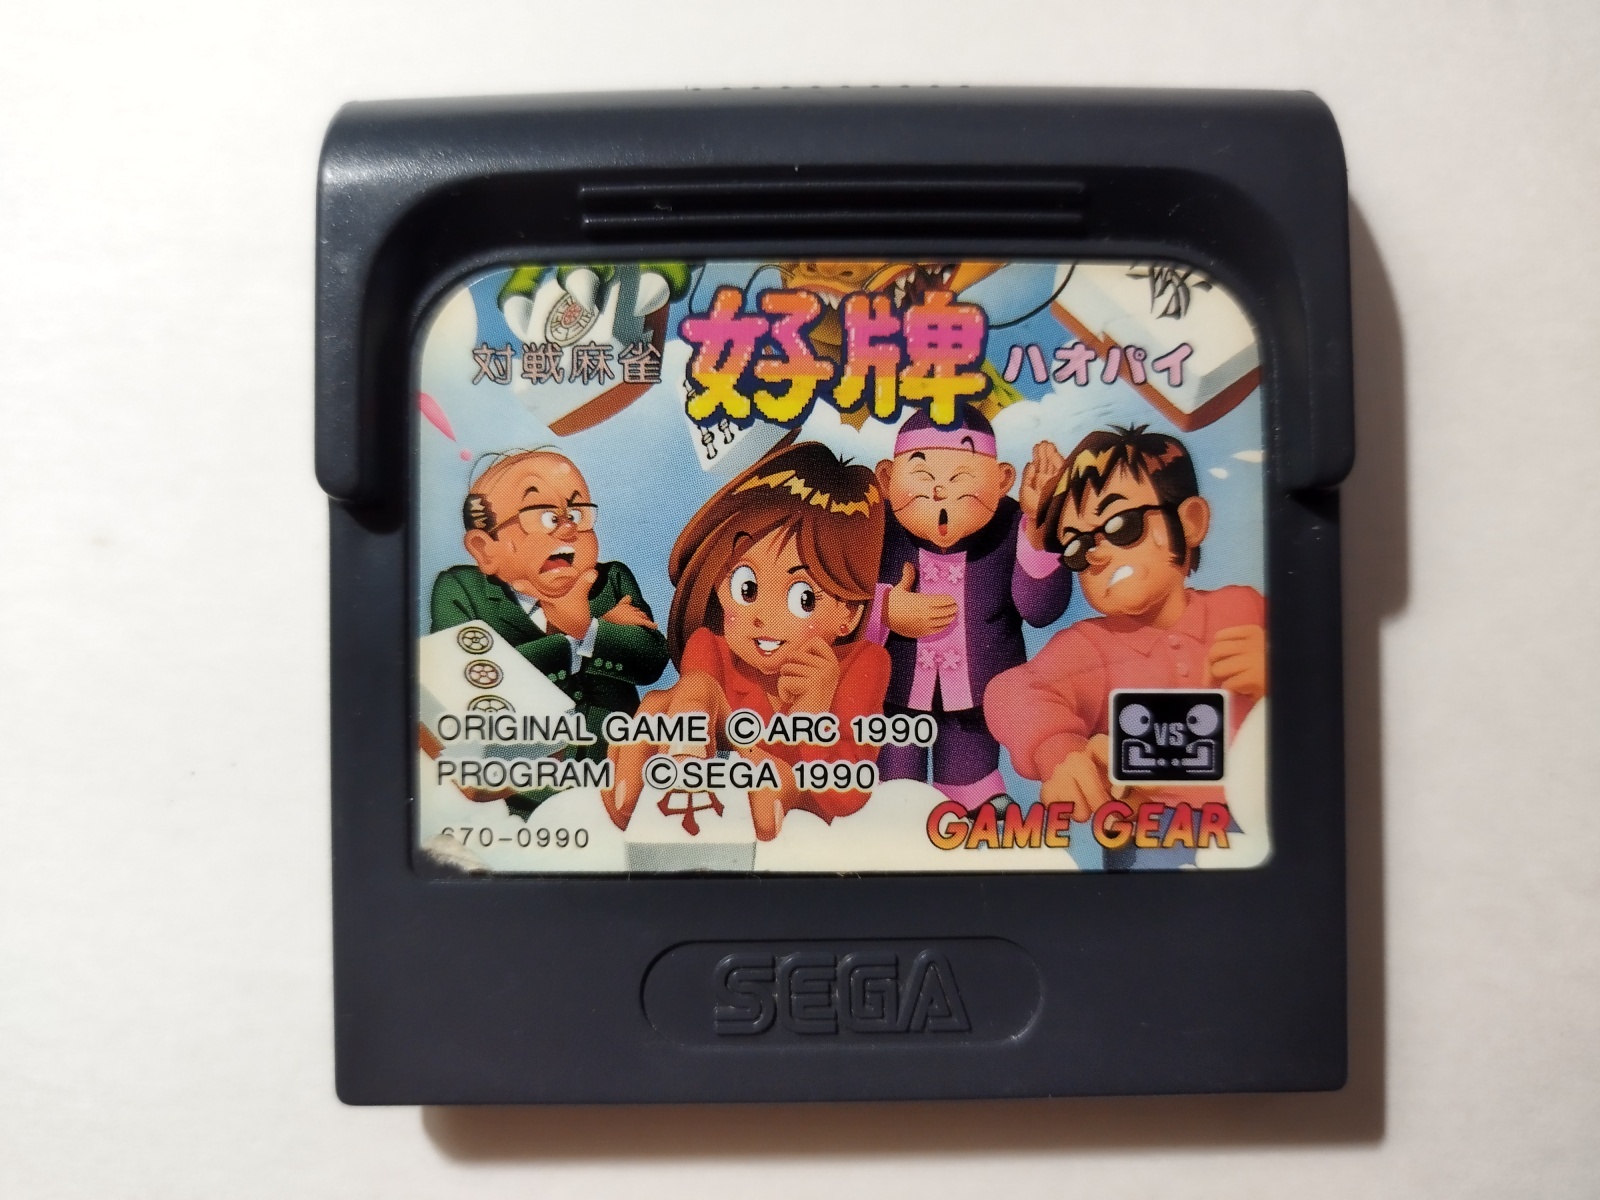 対戦麻雀 好牌 ハオパイ
VS
ORIGINAL GAME ©ARC 1990
PROGRAM ©SEGA 1990
中
670-0990
GAME GEAR
SEGA